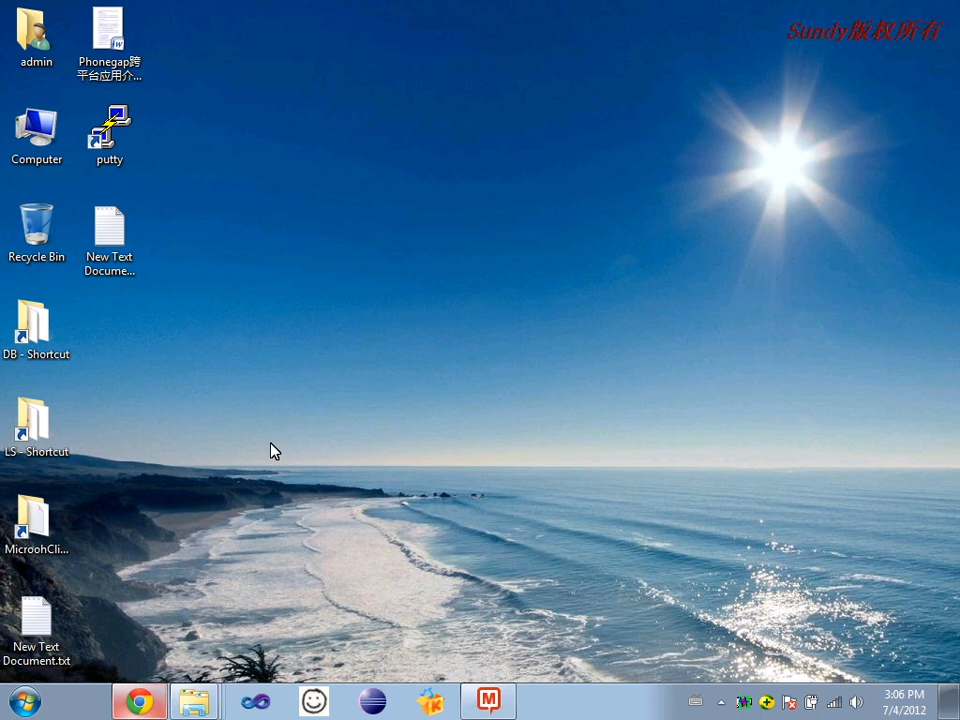 Sundy版权所有
admin
Phonegap跨
平台应用介...
Computer
putty
Recycle Bin
New Text
Docume...
DB - Shortcut
LS - Shortcut
MicroohCli...
New Text
Document.txt
3:06 PM
7/4/2012